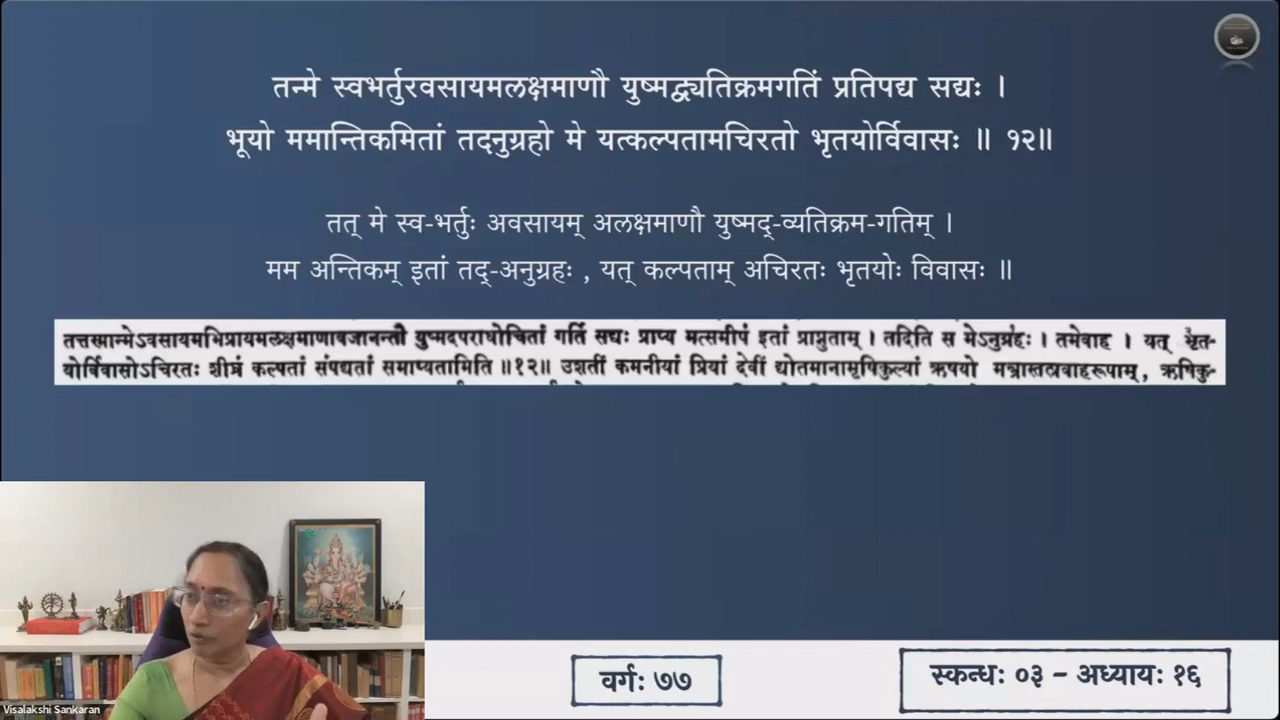 तन्मे स्वभर्तुरवसायमलक्षमाणौ युष्मद्व्यतिक्रमगतिं प्रतिपद्य सद्यः ।
भूयो ममान्तिकमितां तदनुग्रहो मे यत्कल्पतामचिरतो भृतयोर्विवासः ॥ १२॥
तत् मे स्व-भर्तुः अवसायम् अलक्षमाणौ युष्मद्-व्यतिक्रम-गतिम् ।
मम अन्तिकम् इतां तद्-अनुग्रहः , यत् कल्पताम् अचिरतः भृतयोः विवासः ॥
तत्तस्मान्मेऽवसायमभिप्रायमलक्षमाणावजानन्तौ युष्मदपराधोचितां गतिं सद्यः प्राप्य मत्समीपं इतां प्राप्नुताम् । तदिति स मेऽनुग्रहः । तमेवाह । यत् भृत-
योर्विवासोऽचिरतः शीघ्रं कल्पतां संपद्यतां समाप्यतामिति ॥१२॥ उशतीं कमनीयां प्रियां देवीं द्योतमानामृषिकुल्यां ऋषयो मन्त्रास्तत्प्रवाहरूपाम्, ऋषिकु-
Visalakshi Sankaran
वर्गः ७७
स्कन्धः ०३ – अध्यायः १६